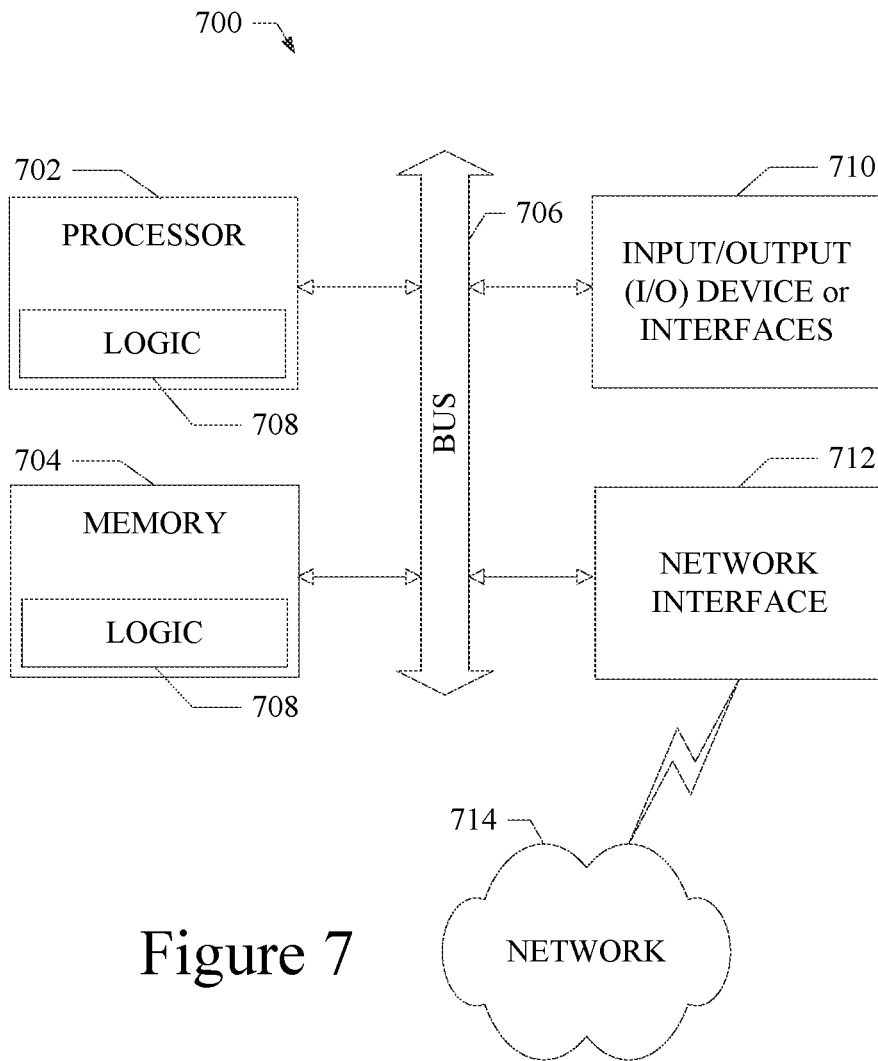 700
702
PROCESSOR
LOGIC
708
704
MEMORY
LOGIC
708
BUS
706
710
INPUT/OUTPUT
(I/O) DEVICE or
INTERFACES
712
NETWORK
INTERFACE
714
NETWORK
Figure 7